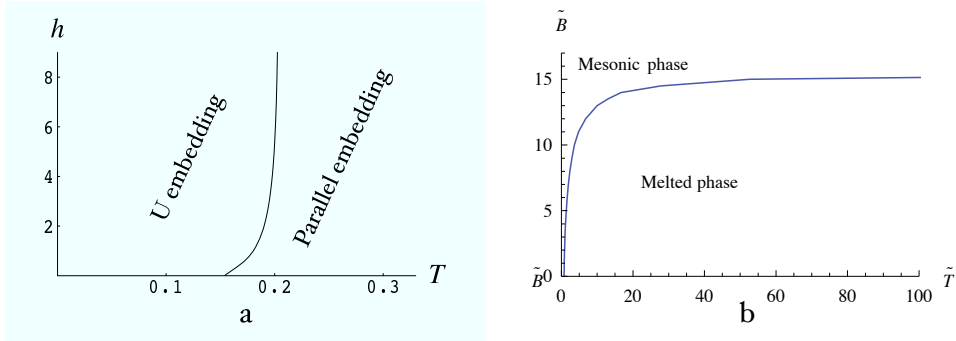 h
8
6
4
2
U embedding
Parallel embedding
0.1
0.2
0.3
T
a
B̃
Mesonic phase
15
10
Melted phase
5
B̃
0
0
20
40
60
80
100
T̃
b